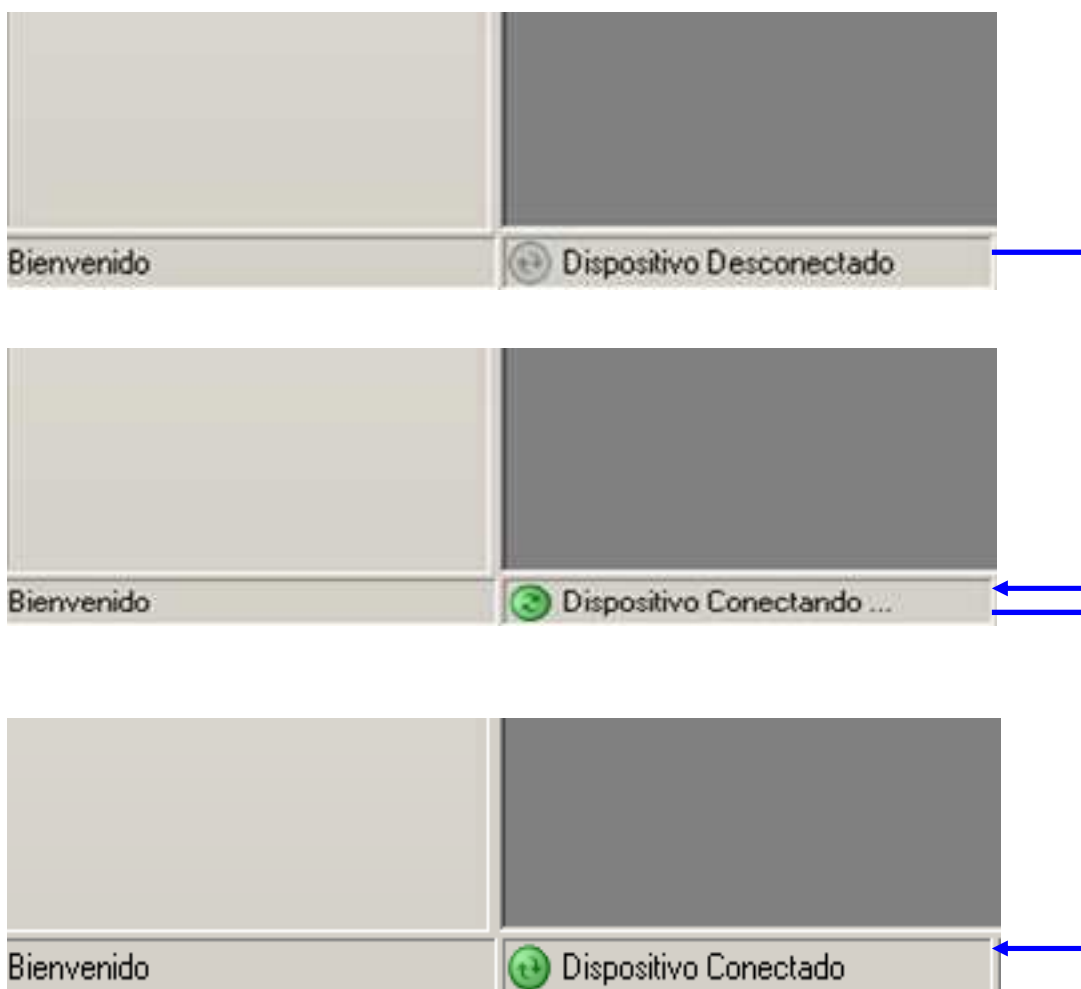 Bienvenido Dispositivo Desconectado
Bienvenido Dispositivo Conectando ...
Bienvenido Dispositivo Conectado